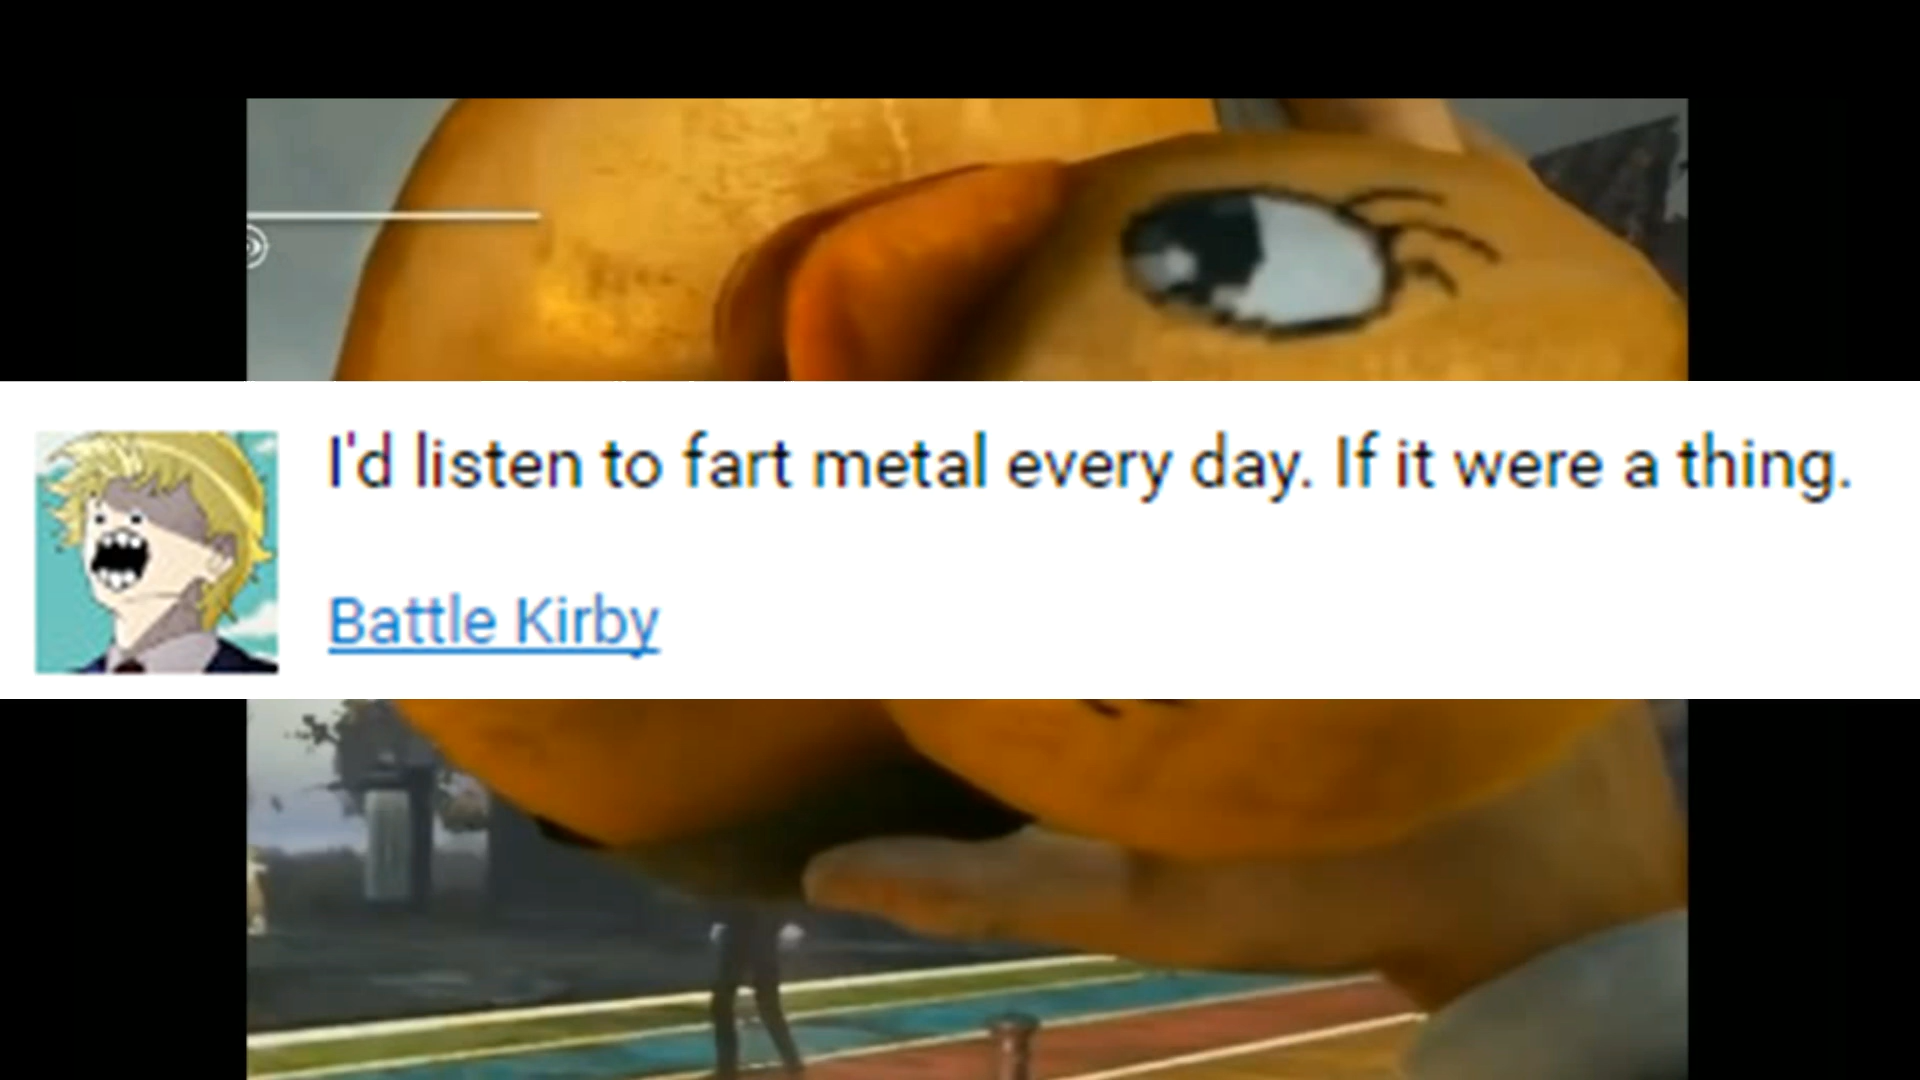 I'd listen to fart metal every day. If it were a thing.
Battle Kirby